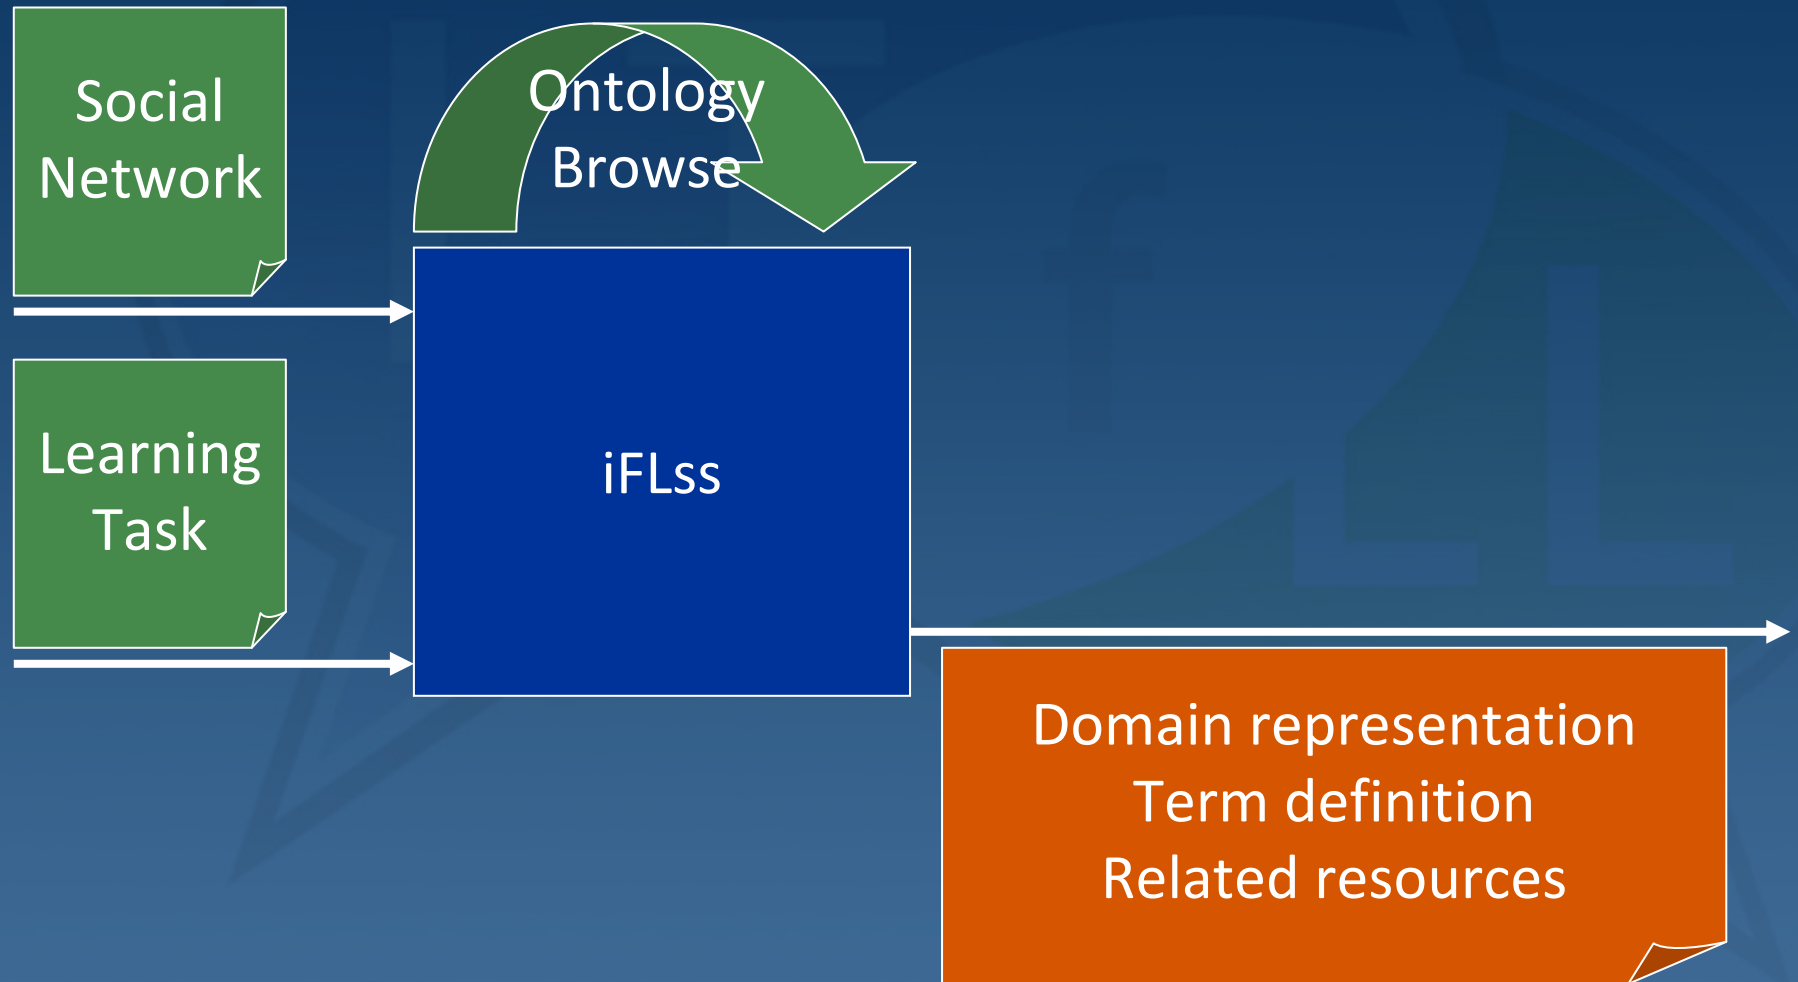 Social
Network
Ontology
Browse
Learning
Task
iFLss
Domain representation
Term definition
Related resources